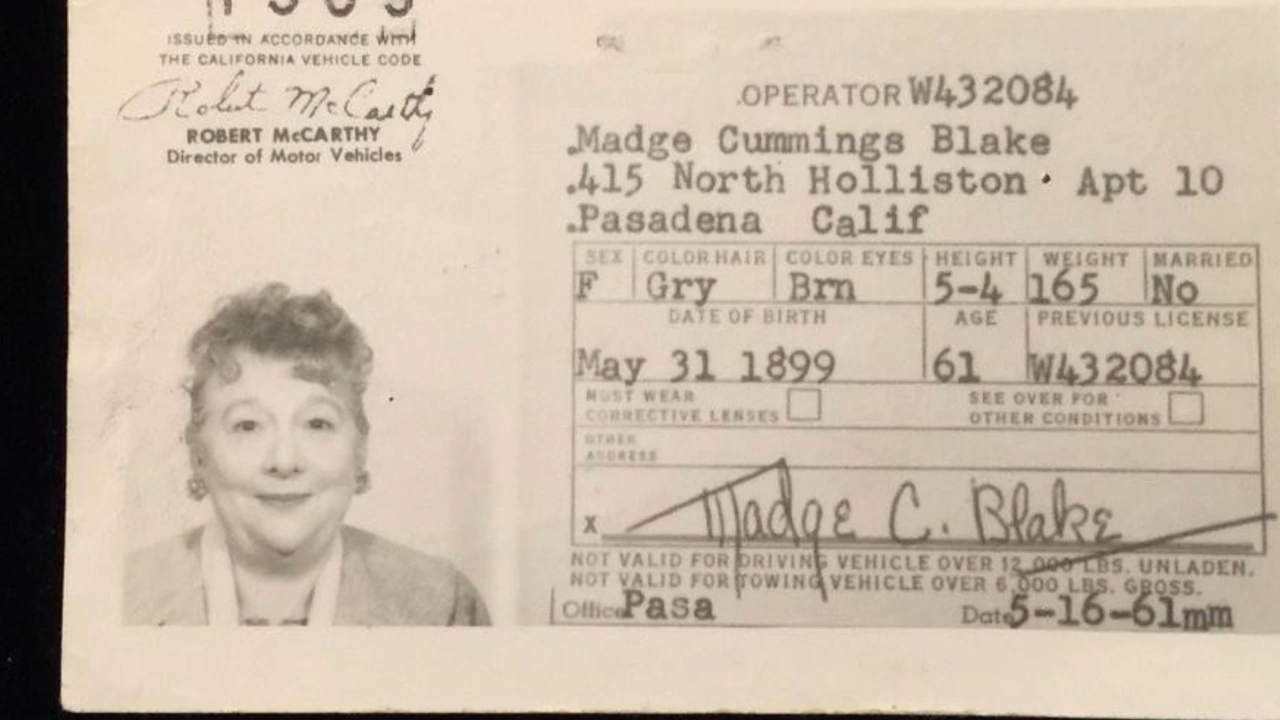 ISSUED IN ACCORDANCE WITH
THE CALIFORNIA VEHICLE CODE
Robert McCarthy
ROBERT McCARTHY
Director of Motor Vehicles
.OPERATOR W432084
.Madge Cummings Blake
.415 North Holliston Apt 10
.Pasadena Calif
SEX COLOR HAIR COLOR EYES HEIGHT WEIGHT MARRIED
F Gry Brn 5-4 165 No
DATE OF BIRTH AGE PREVIOUS LICENSE
May 31 1899 61 W432084
MUST WEAR
CORRECTIVE LENSES
SEE OVER FOR
OTHER CONDITIONS
OTHER
ADDRESS
X Madge C. Blake
NOT VALID FOR DRIVING VEHICLE OVER 12,000 LBS. UNLADEN.
NOT VALID FOR TOWING VEHICLE OVER 6,000 LBS. GROSS.
Office Pasa Date 5-16-61mm